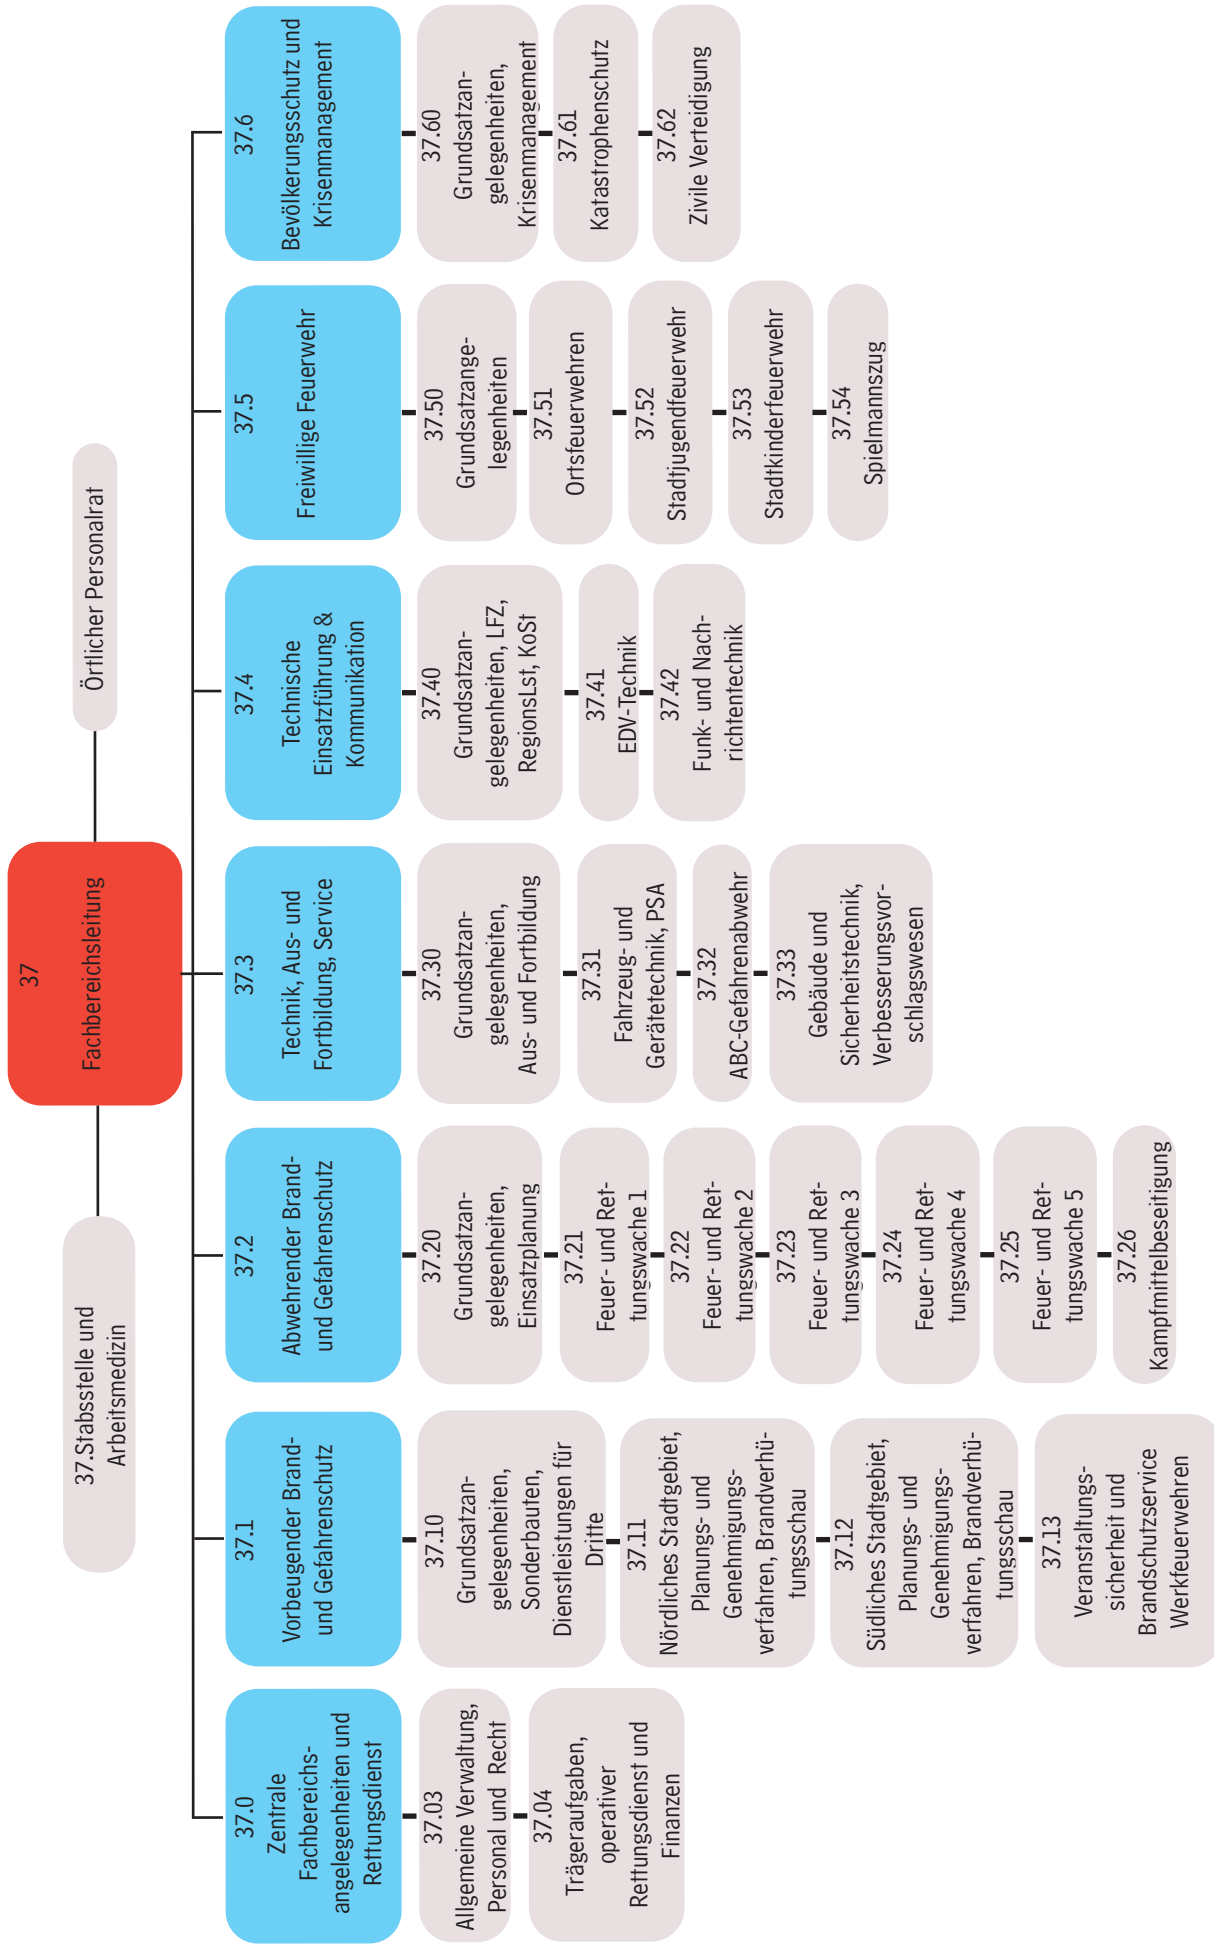 37
Fachbereichsleitung
Örtlicher Personalrat
37.Stabsstelle und
Arbeitsmedizin
37.0
Zentrale
Fachbereichs-
angelegenheiten und
Rettungsdienst
37.03
Allgemeine Verwaltung,
Personal und Recht
37.04
Trägeraufgaben,
operativer
Rettungsdienst und
Finanzen
37.1
Vorbeugender Brand-
und Gefahrenschutz
37.10
Grundsatzan-
gelegenheiten,
Sonderbauten,
Dienstleistungen für
Dritte
37.11
Nördliches Stadtgebiet,
Planungs- und
Genehmigungs-
verfahren, Brandverhü-
tungsschau
37.12
Südliches Stadtgebiet,
Planungs- und
Genehmigungs-
verfahren, Brandverhü-
tungsschau
37.13
Veranstaltungs-
sicherheit und
Brandschutzservice
Werkfeuerwehren
37.2
Abwehrender Brand-
und Gefahrenschutz
37.20
Grundsatzan-
gelegenheiten,
Einsatzplanung
37.21
Feuer- und Ret-
tungswache 1
37.22
Feuer- und Ret-
tungswache 2
37.23
Feuer- und Ret-
tungswache 3
37.24
Feuer- und Ret-
tungswache 4
37.25
Feuer- und Ret-
tungswache 5
37.26
Kampfmittelbeseitigung
37.3
Technik, Aus- und
Fortbildung, Service
37.30
Grundsatzan-
gelegenheiten,
Aus- und Fortbildung
37.31
Fahrzeug- und
Gerätetechnik, PSA
37.32
ABC-Gefahrenabwehr
37.33
Gebäude und
Sicherheitstechnik,
Verbesserungsvor-
schlagswesen
37.4
Technische
Einsatzführung &
Kommunikation
37.40
Grundsatzan-
gelegenheiten, LFZ,
RegionsLst, KoSt
37.41
EDV-Technik
37.42
Funk- und Nach-
richtentechnik
37.5
Freiwillige Feuerwehr
37.50
Grundsatzange-
legenheiten
37.51
Ortsfeuerwehren
37.52
Stadtjugendfeuerwehr
37.53
Stadtkinderfeuerwehr
37.54
Spielmannszug
37.6
Bevölkerungsschutz und
Krisenmanagement
37.60
Grundsatzan-
gelegenheiten,
Krisenmanagement
37.61
Katastrophenschutz
37.62
Zivile Verteidigung